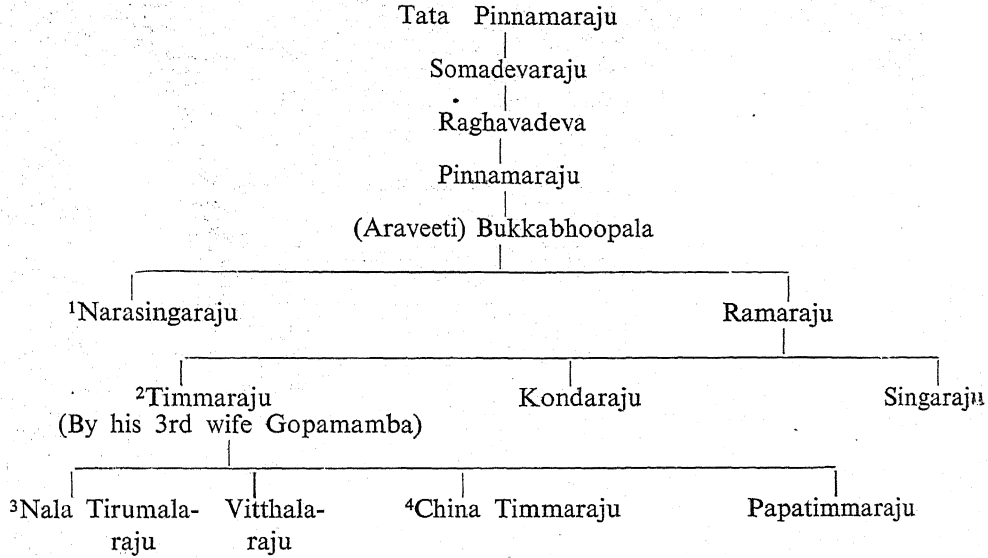 Tata Pinnamaraju
Somadevaraju
Raghavadeva
Pinnamaraju
(Araveeti) Bukkabhoopala
¹Narasingaraju Ramaraju
²Timmaraju Kondaraju Singaraju
(By his 3rd wife Gopamamba)
³Nala Tirumala- Vitthala- ⁴China Timmaraju Papatimmaraju
raju raju